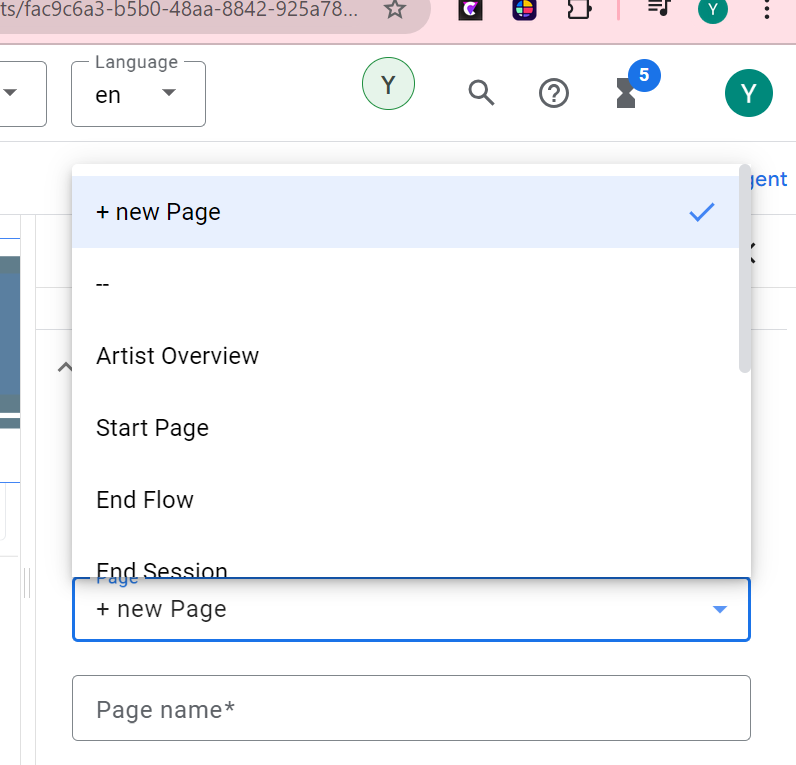 ts/fac9c6a3-b5b0-48aa-8842-925a78...
Y
Language
en
Y
5
Y
gent
+ new Page
--
Artist Overview
Start Page
End Flow
End Session
Page
+ new Page
Page name*